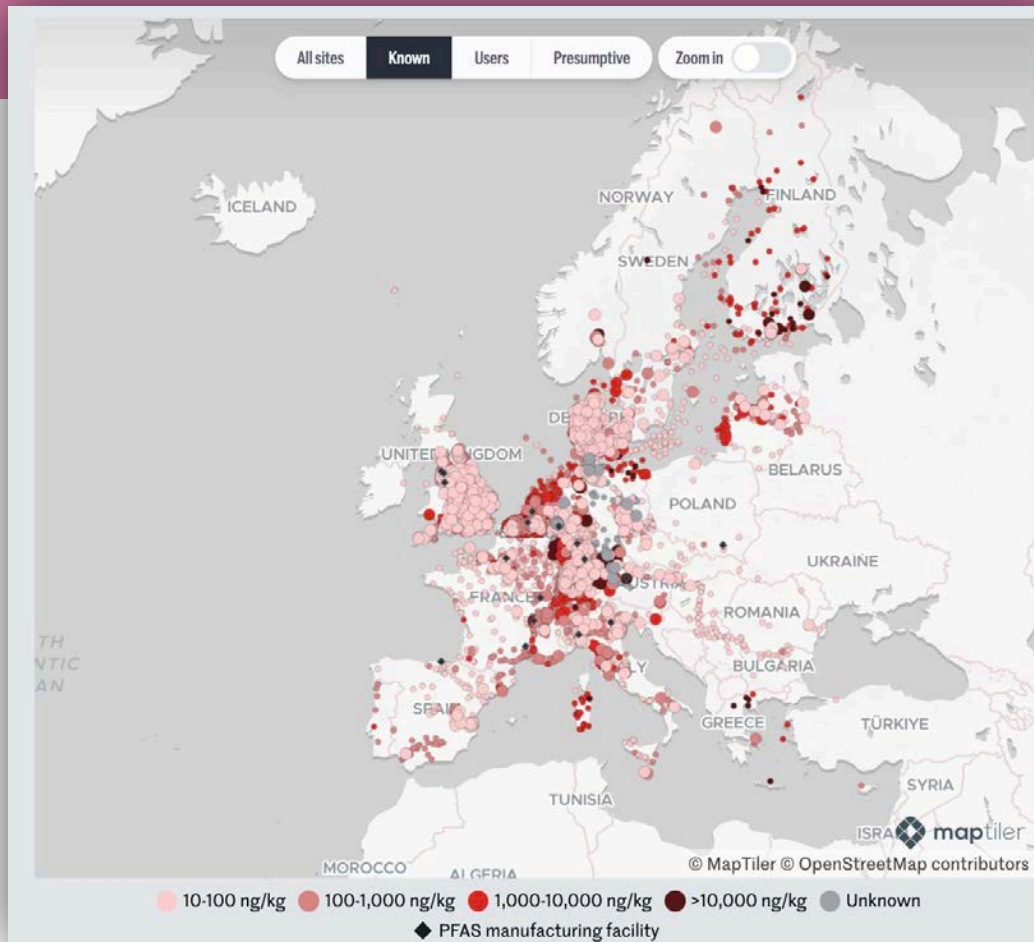 All sites Known Users Presumptive Zoom in
NORWAY
FINLAND
ICELAND
SWEDEN
UNITED KINGDOM
BELARUS
POLAND
UKRAINE
FRANCE
ROMANIA
BULGARIA
SPAIN
GREECE
TÜRKIYE
SYRIA
TUNISIA
maptiler
MOROCCO
ALGERIA
© MapTiler © OpenStreetMap contributors
10-100 ng/kg 100-1,000 ng/kg 1,000-10,000 ng/kg >10,000 ng/kg Unknown
PFAS manufacturing facility